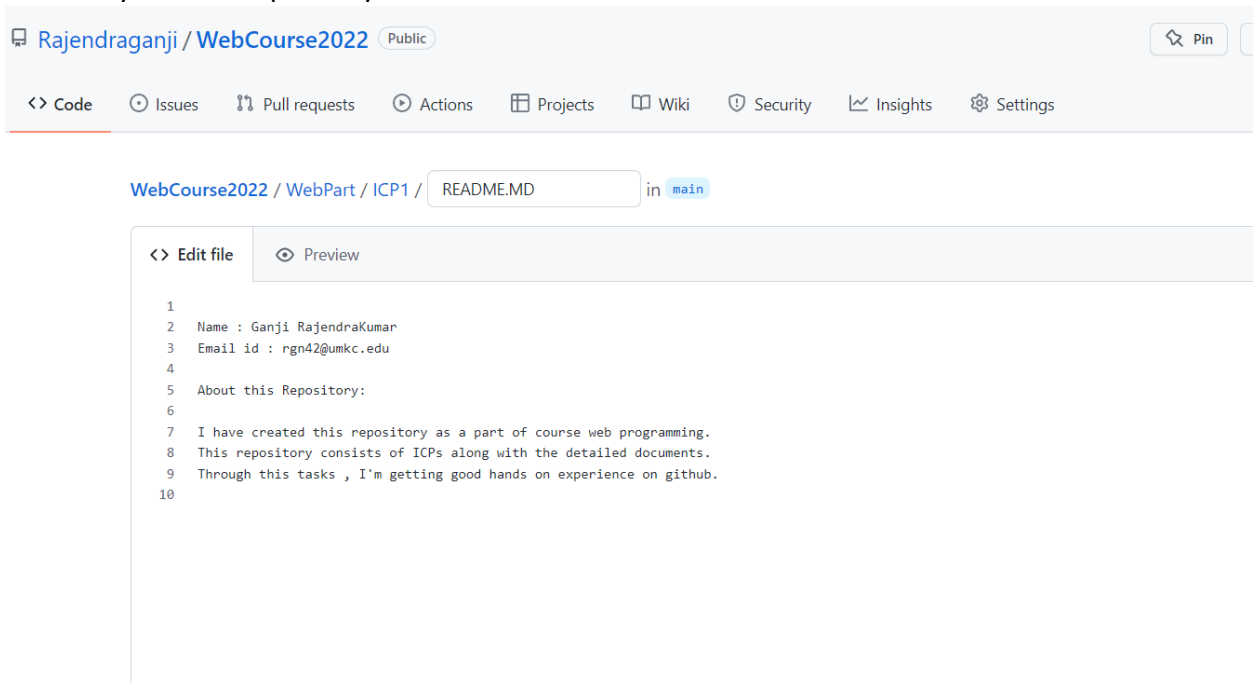 Rajendraganji / WebCourse2022 Public
Pin
<> Code Issues Pull requests Actions Projects Wiki Security Insights Settings
WebCourse2022 / WebPart / ICP1 / README.MD in main
<> Edit file Preview
1
2 Name : Ganji RajendraKumar
3 Email id : rgn42@umkc.edu
4
5 About this Repository:
6
7 I have created this repository as a part of course web programming.
8 This repository consists of ICPs along with the detailed documents.
9 Through this tasks , I'm getting good hands on experience on github.
10